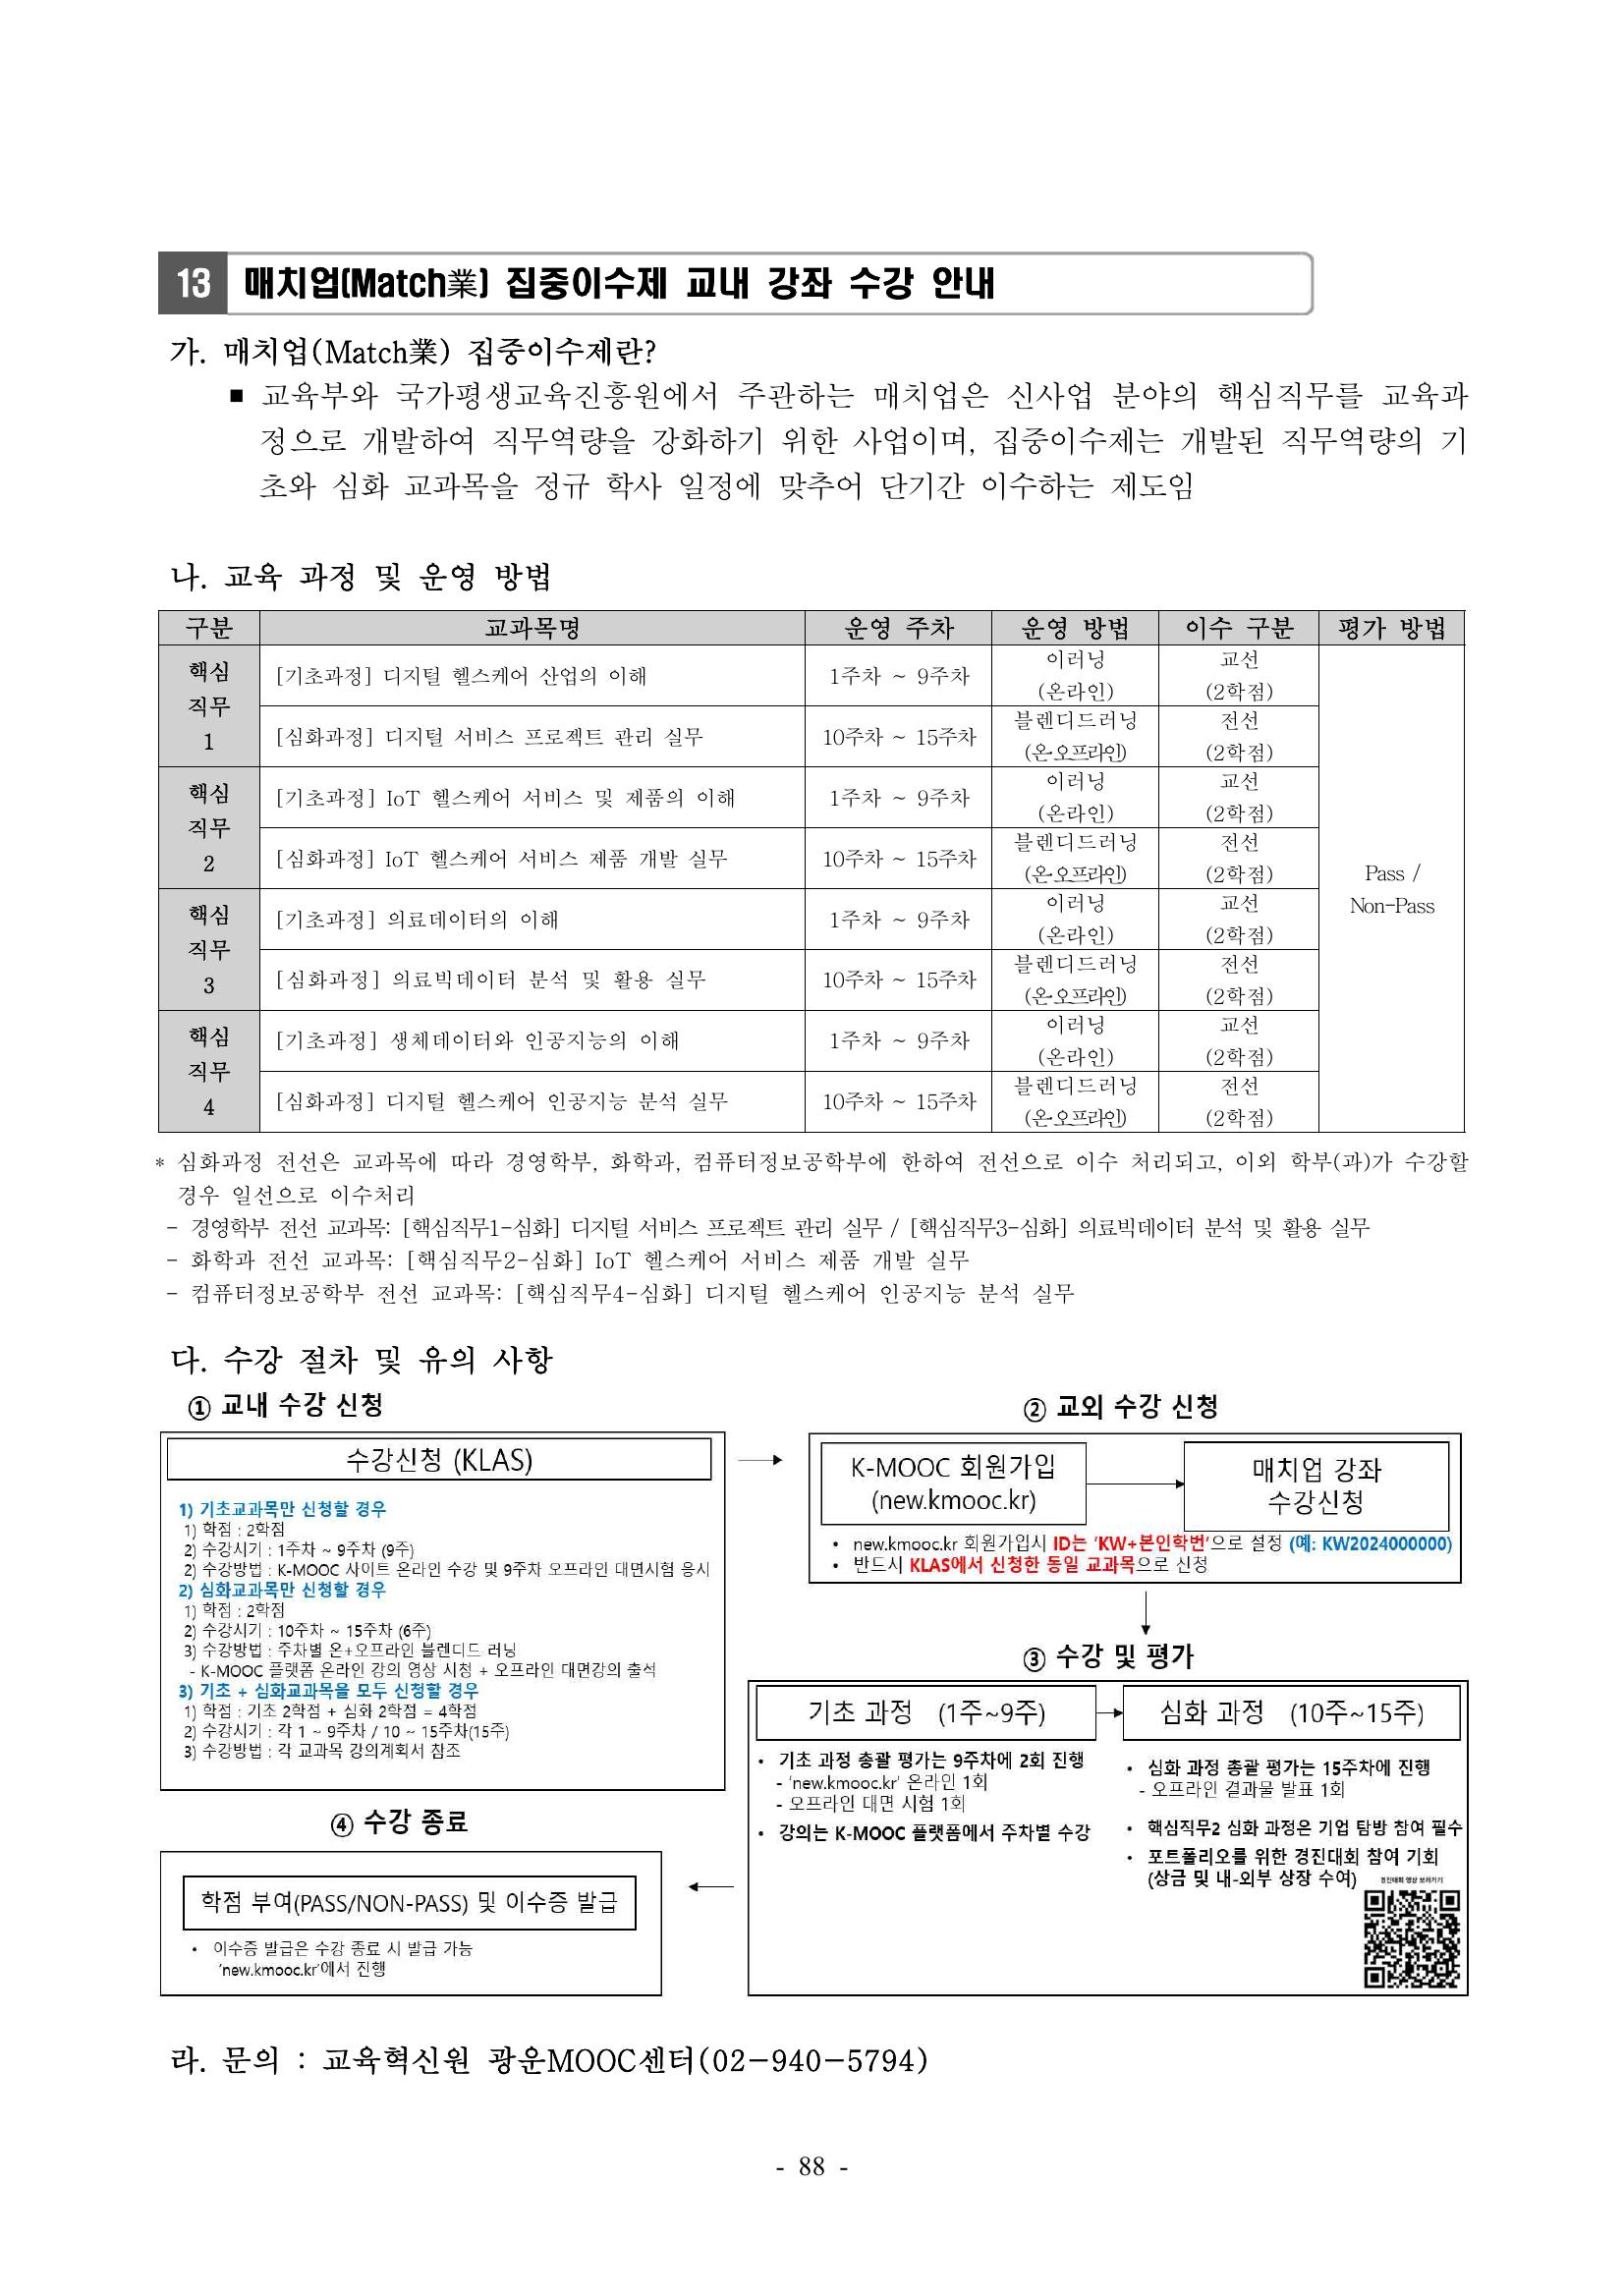 13 매치업(Match業) 집중이수제 교내 강좌 수강 안내
가. 매치업(Match業) 집중이수제란?
■ 교육부와 국가평생교육진흥원에서 주관하는 매치업은 신사업 분야의 핵심직무를 교육과
정으로 개발하여 직무역량을 강화하기 위한 사업이며, 집중이수제는 개발된 직무역량의 기
초와 심화 교과목을 정규 학사 일정에 맞추어 단기간 이수하는 제도임
나. 교육 과정 및 운영 방법
구분 교과목명 운영 주차 운영 방법 이수 구분 평가 방법
핵심
직무
1
[기초과정] 디지털 헬스케어 산업의 이해 1주차 ~ 9주차
이러닝
(온라인)
교선
(2학점)
[심화과정] 디지털 서비스 프로젝트 관리 실무 10주차 ~ 15주차
블렌디드러닝
(온·오프라인)
전선
(2학점)
핵심
직무
2
[기초과정] IoT 헬스케어 서비스 및 제품의 이해 1주차 ~ 9주차
이러닝
(온라인)
교선
(2학점)
[심화과정] IoT 헬스케어 서비스 제품 개발 실무 10주차 ~ 15주차
블렌디드러닝
(온·오프라인)
전선
(2학점)
핵심
직무
3
[기초과정] 의료데이터의 이해 1주차 ~ 9주차
이러닝
(온라인)
교선
(2학점)
[심화과정] 의료빅데이터 분석 및 활용 실무 10주차 ~ 15주차
블렌디드러닝
(온·오프라인)
전선
(2학점)
핵심
직무
4
[기초과정] 생체데이터와 인공지능의 이해 1주차 ~ 9주차
이러닝
(온라인)
교선
(2학점)
[심화과정] 디지털 헬스케어 인공지능 분석 실무 10주차 ~ 15주차
블렌디드러닝
(온·오프라인)
전선
(2학점)
Pass /
Non-Pass
* 심화과정 전선은 교과목에 따라 경영학부, 화학과, 컴퓨터정보공학부에 한하여 전선으로 이수 처리되고, 이외 학부(과)가 수강할
경우 일선으로 이수처리
- 경영학부 전선 교과목: [핵심직무1-심화] 디지털 서비스 프로젝트 관리 실무 / [핵심직무3-심화] 의료빅데이터 분석 및 활용 실무
- 화학과 전선 교과목: [핵심직무2-심화] IoT 헬스케어 서비스 제품 개발 실무
- 컴퓨터정보공학부 전선 교과목: [핵심직무4-심화] 디지털 헬스케어 인공지능 분석 실무
다. 수강 절차 및 유의 사항
① 교내 수강 신청
수강신청 (KLAS)
1) 기초교과목만 신청할 경우
1) 학점 : 2학점
2) 수강시기 : 1주차 ~ 9주차 (9주)
2) 수강방법 : K-MOOC 사이트 온라인 수강 및 9주차 오프라인 대면시험 응시
2) 심화교과목만 신청할 경우
1) 학점 : 2학점
2) 수강시기 : 10주차 ~ 15주차 (6주)
3) 수강방법 : 주차별 온+오프라인 블렌디드 러닝
- K-MOOC 플랫폼 온라인 강의 영상 시청 + 오프라인 대면강의 출석
3) 기초 + 심화교과목을 모두 신청할 경우
1) 학점 : 기초 2학점 + 심화 2학점 = 4학점
2) 수강시기 : 각 1 ~ 9주차 / 10 ~ 15주차(15주)
3) 수강방법 : 각 교과목 강의계획서 참조
② 교외 수강 신청
K-MOOC 회원가입
(new.kmooc.kr)
매치업 강좌
수강신청
• new.kmooc.kr 회원가입시 ID는 'KW+본인학번'으로 설정 (예: KW2024000000)
• 반드시 KLAS에서 신청한 동일 교과목으로 신청
③ 수강 및 평가
기초 과정 (1주~9주)
• 기초 과정 총괄 평가는 9주차에 2회 진행
- 'new.kmooc.kr' 온라인 1회
- 오프라인 대면 시험 1회
• 강의는 K-MOOC 플랫폼에서 주차별 수강
심화 과정 (10주~15주)
• 심화 과정 총괄 평가는 15주차에 진행
- 오프라인 결과물 발표 1회
• 핵심직무2 심화 과정은 기업 탐방 참여 필수
• 포트폴리오를 위한 경진대회 참여 기회
(상금 및 내-외부 상장 수여)
경진대회 영상 보러가기
④ 수강 종료
학점 부여(PASS/NON-PASS) 및 이수증 발급
• 이수증 발급은 수강 종료 시 발급 가능
'new.kmooc.kr'에서 진행
라. 문의 : 교육혁신원 광운MOOC센터(02-940-5794)
- 88 -